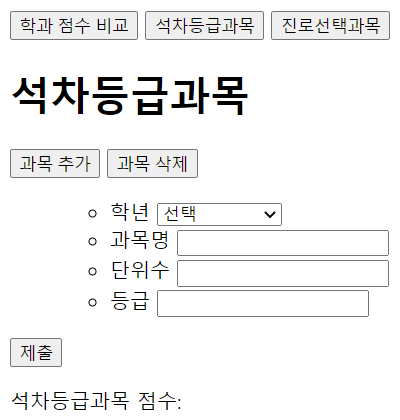 학과 점수 비교 석차등급과목 진로선택과목
석차등급과목
과목 추가 과목 삭제
학년 선택
과목명
단위수
등급
제출
석차등급과목 점수: